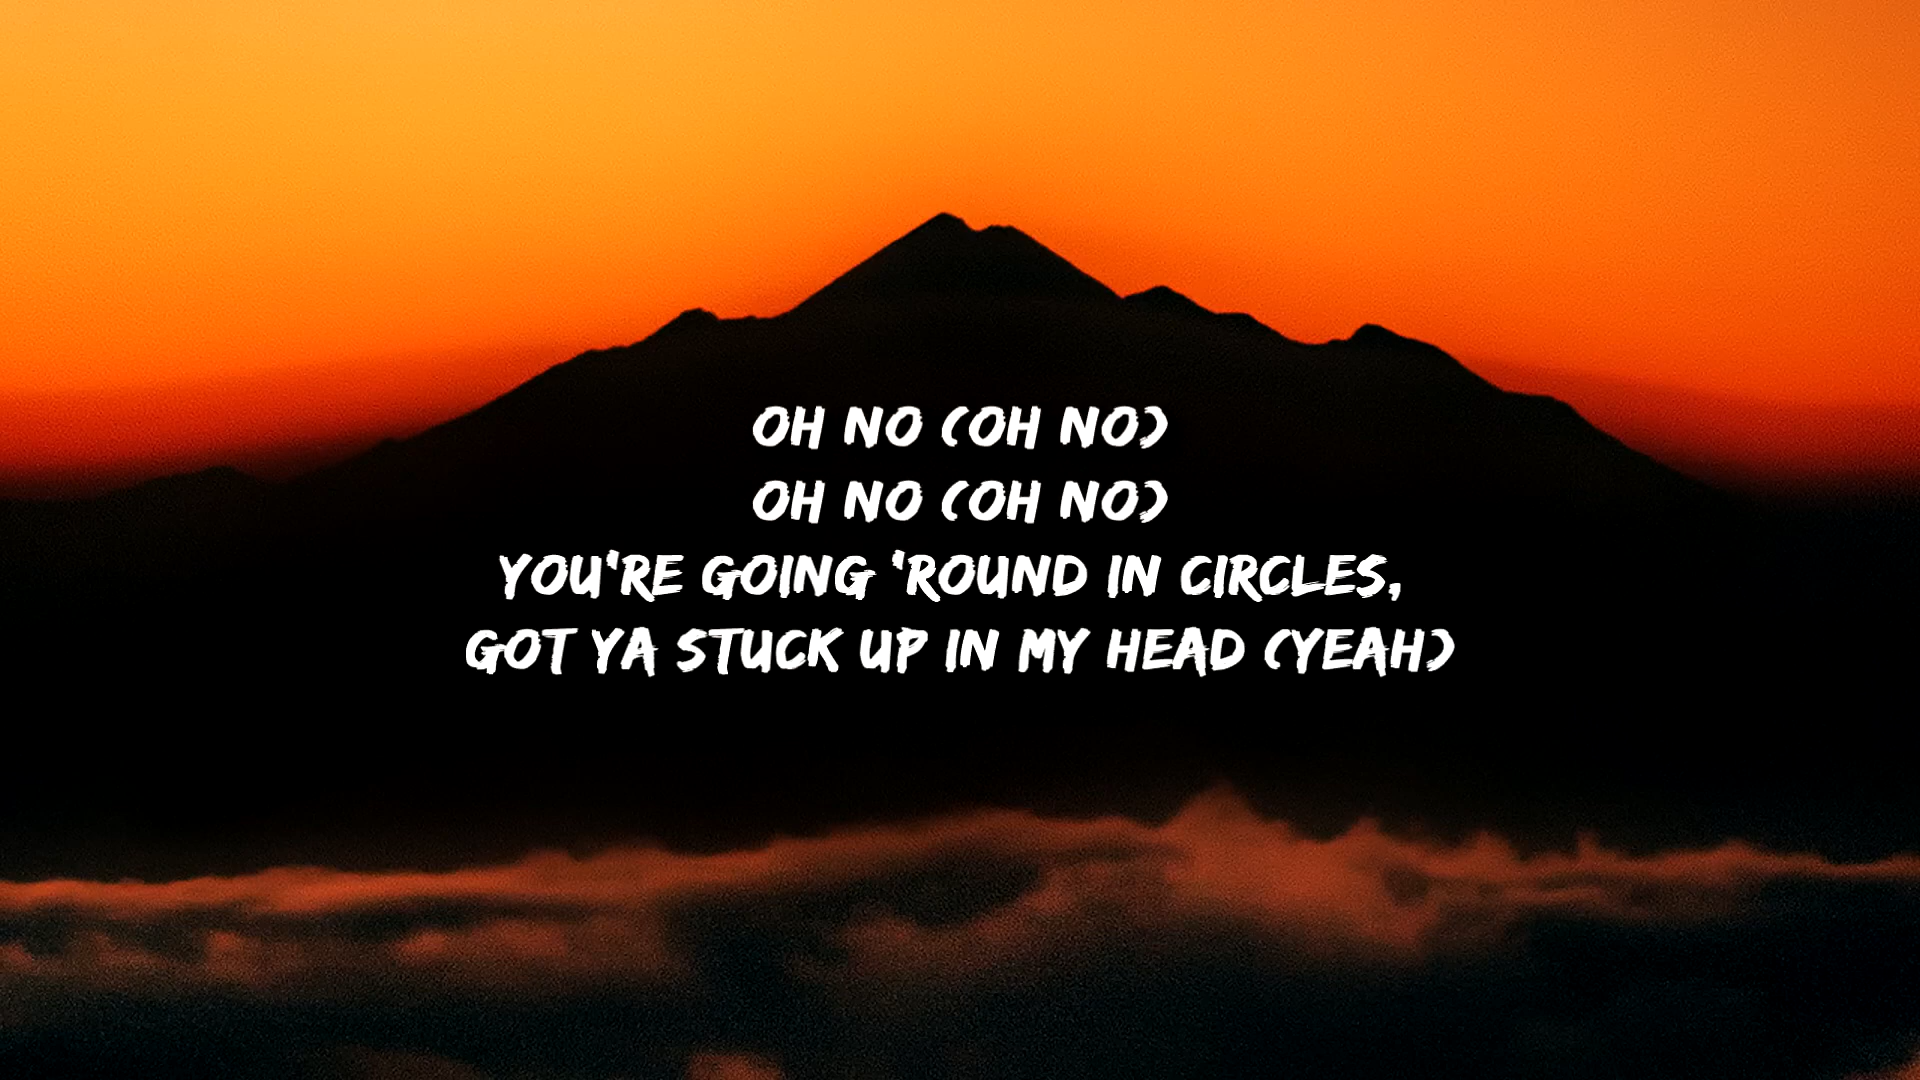 OH NO (OH NO)
OH NO (OH NO)
YOU'RE GOING 'ROUND IN CIRCLES,
GOT YA STUCK UP IN MY HEAD (YEAH)